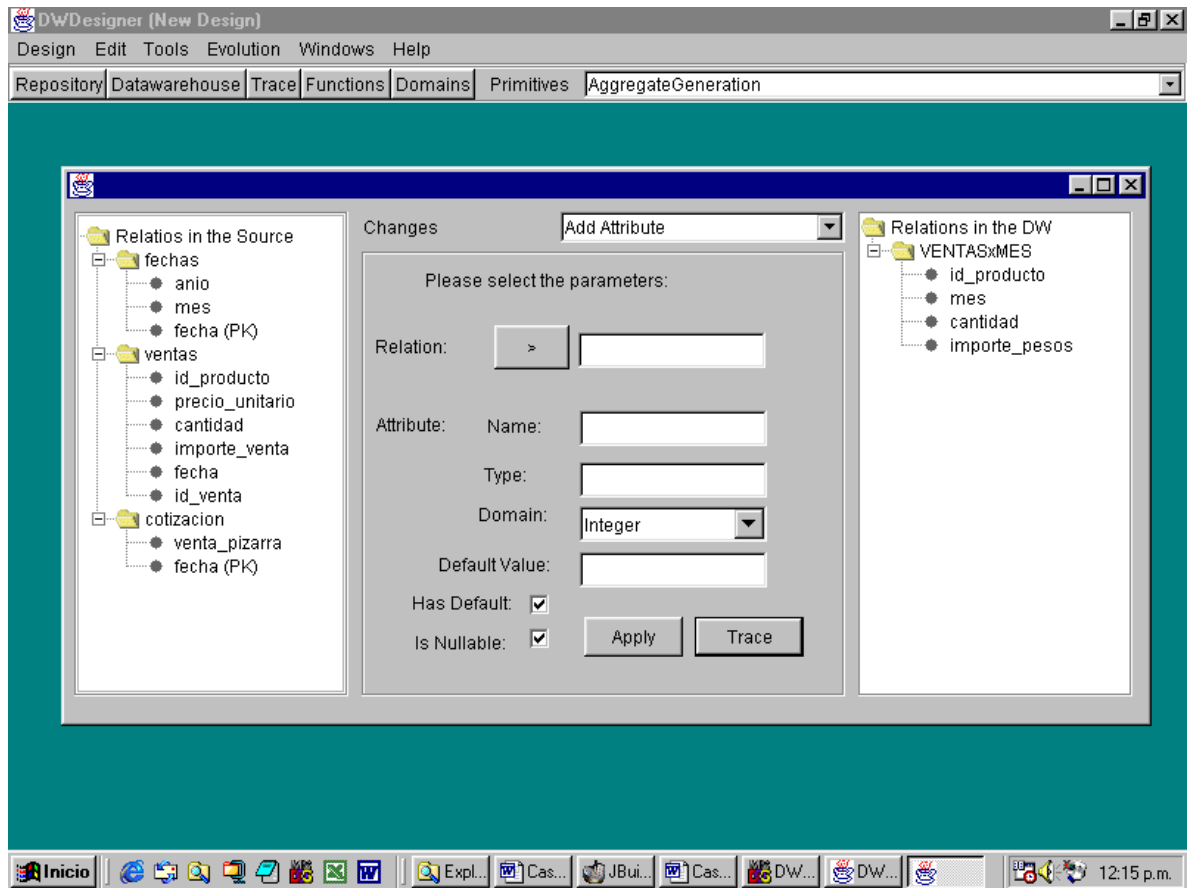 DWDesigner (New Design)
Design Edit Tools Evolution Windows Help
Repository Datawarehouse Trace Functions Domains Primitives AggregateGeneration
Relatios in the Source
fechas
anio
mes
fecha (PK)
ventas
id_producto
precio_unitario
cantidad
importe_venta
fecha
id_venta
cotizacion
venta_pizarra
fecha (PK)
Changes Add Attribute
Please select the parameters:
Relation: >
Attribute: Name:
Type:
Domain: Integer
Default Value:
Has Default:
Is Nullable: Apply Trace
Relations in the DW
VENTASxMES
id_producto
mes
cantidad
importe_pesos
Inicio Expl... Cas... JBui... Cas... DW... DW... 12:15 p.m.